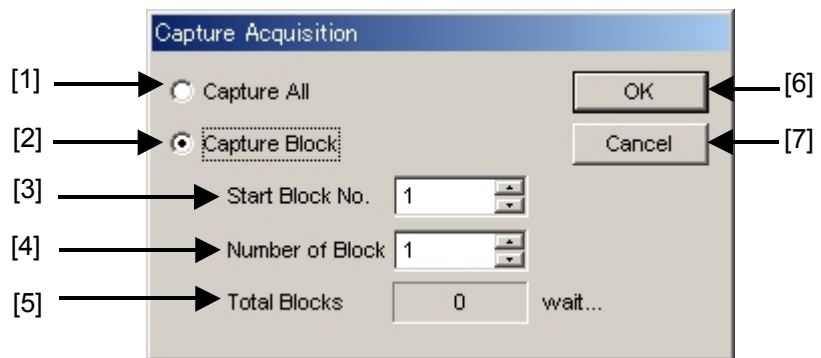 Capture Acquisition
[1] Capture All OK [6]
[2] Capture Block Cancel [7]
[3] Start Block No. 1
[4] Number of Block 1
[5] Total Blocks 0 wait...